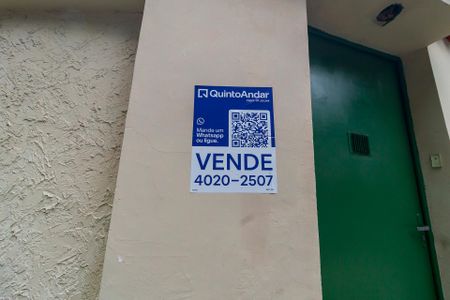 QuintoAndar
Mande um
Whatsapp
ou ligue.
VENDE
4020-2507